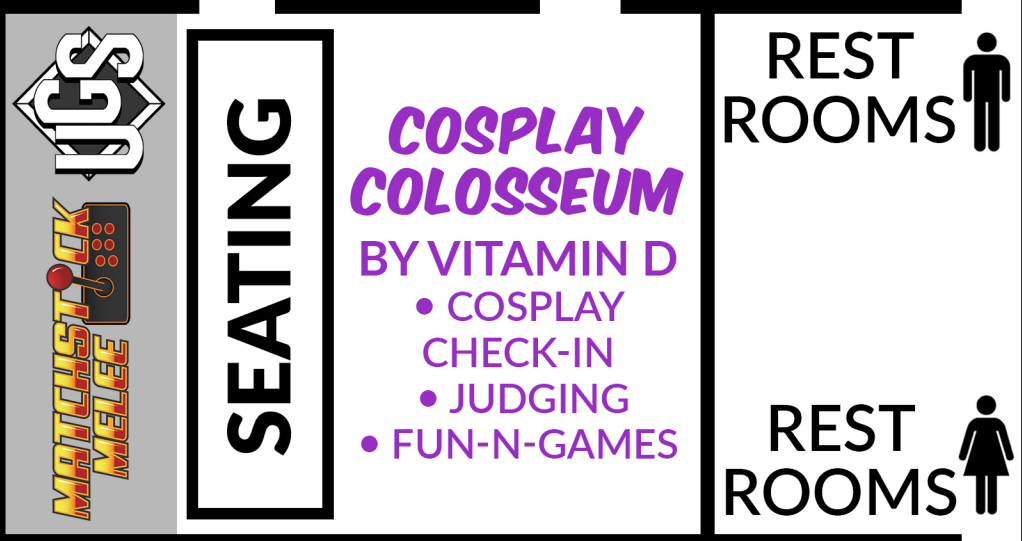 UGS
MATCHSTICK
MELEE
SEATING
COSPLAY
COLOSSEUM
BY VITAMIN D
• COSPLAY
CHECK-IN
• JUDGING
• FUN-N-GAMES
REST
ROOMS
REST
ROOMS